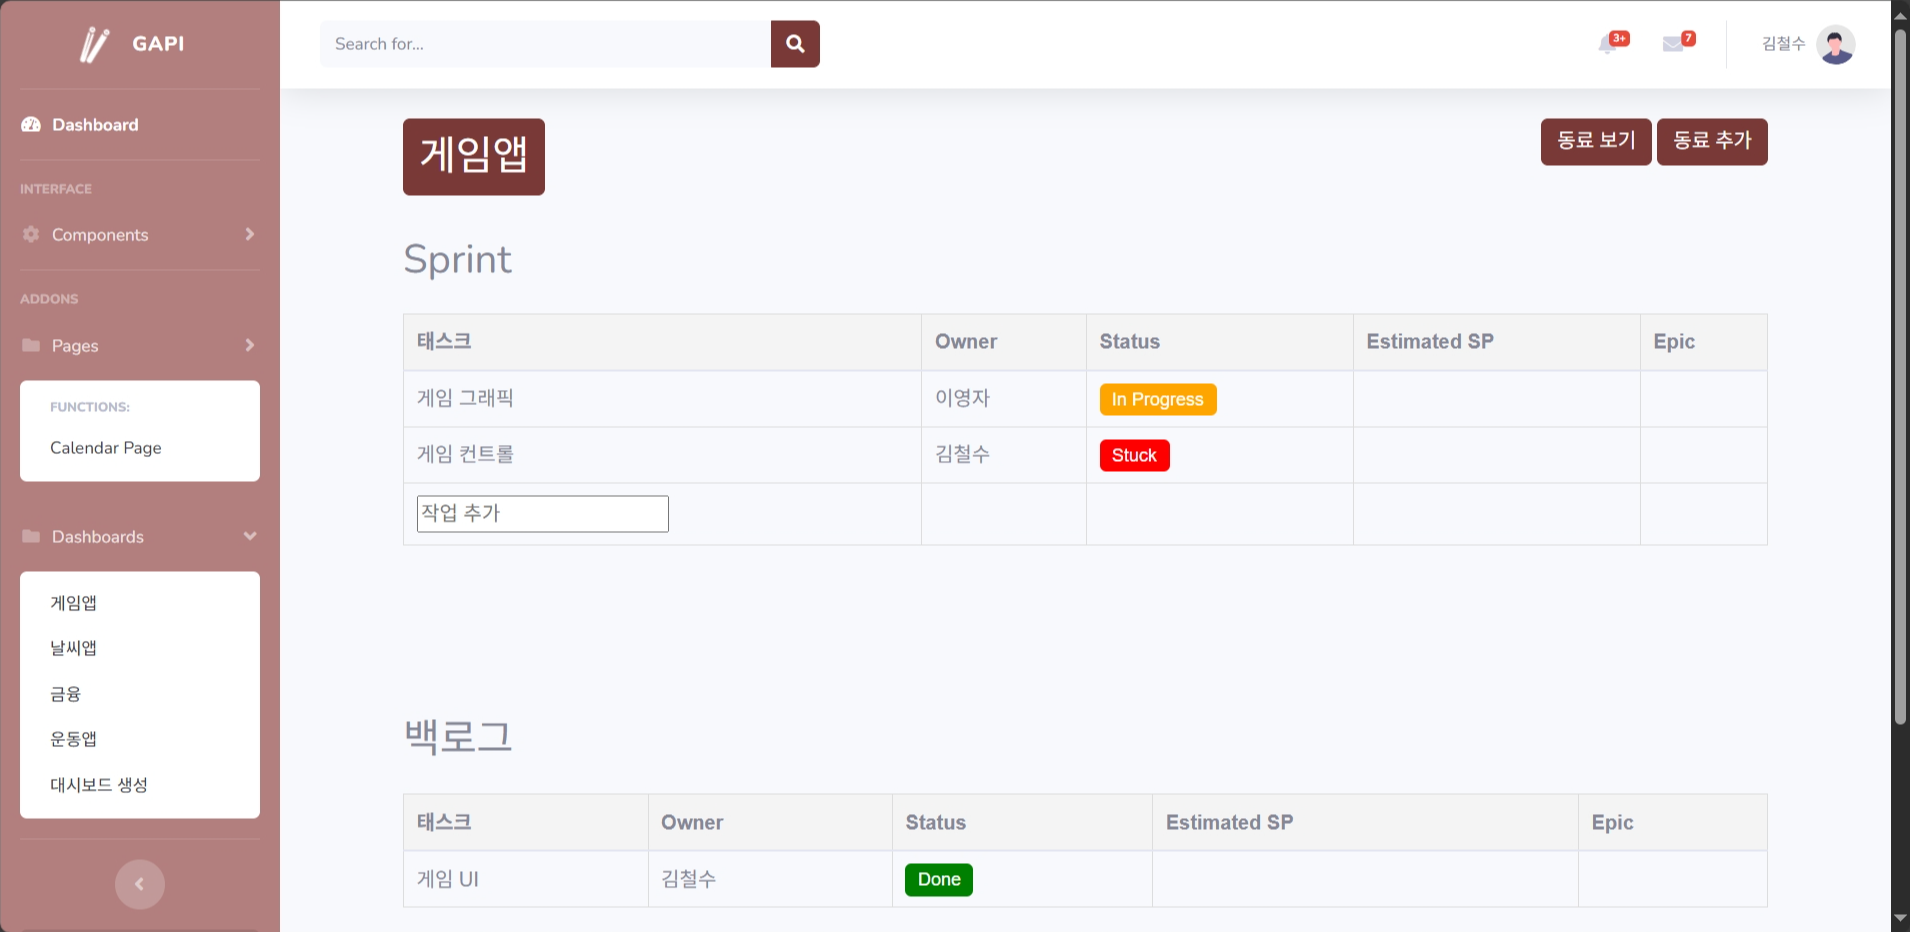 GAPI
Search for...
3+
7
김철수
Dashboard
INTERFACE
Components
ADDONS
Pages
FUNCTIONS:
Calendar Page
Dashboards
게임앱
날씨앱
금융
운동앱
대시보드 생성
게임앱
동료 보기 동료 추가
Sprint
태스크 Owner Status Estimated SP Epic
게임 그래픽 이영자 In Progress
게임 컨트롤 김철수 Stuck
작업 추가
백로그
태스크 Owner Status Estimated SP Epic
게임 UI 김철수 Done